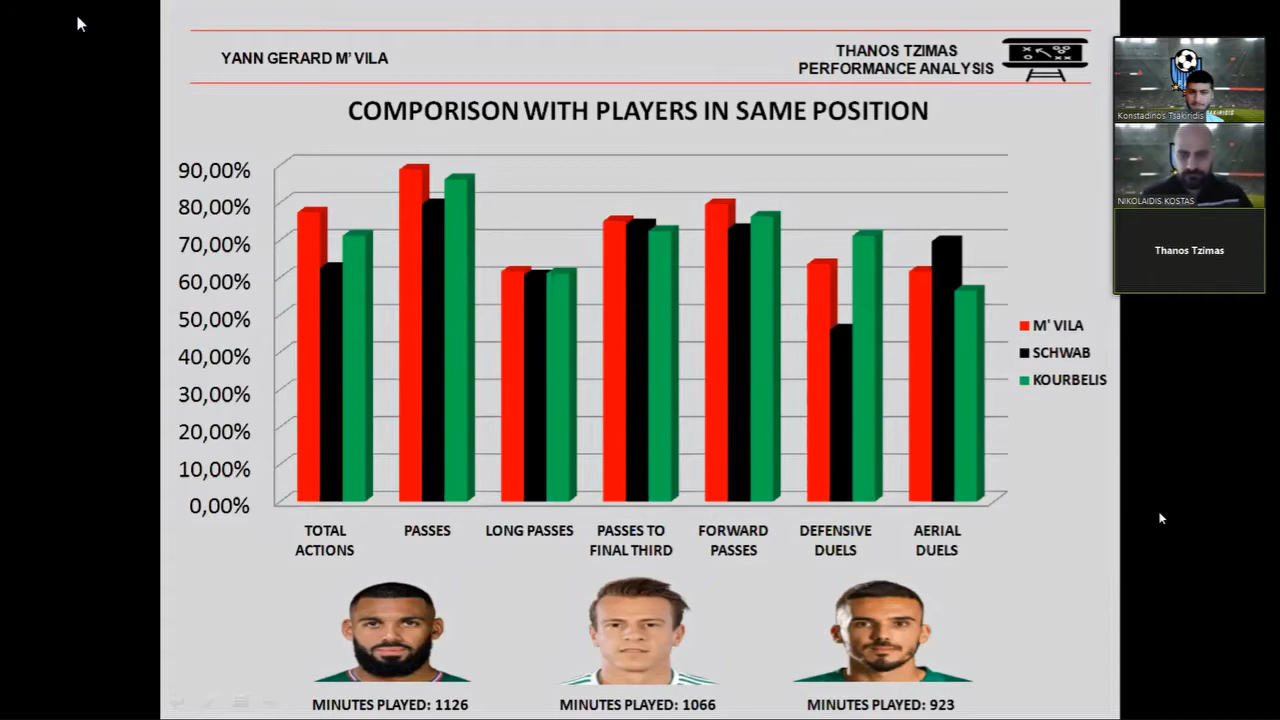 YANN GERARD M' VILA
THANOS TZIMAS
PERFORMANCE ANALYSIS
COMPORISON WITH PLAYERS IN SAME POSITION
90,00%
80,00%
70,00%
60,00%
50,00%
40,00%
30,00%
20,00%
10,00%
0,00%
TOTAL
ACTIONS
PASSES
LONG PASSES
PASSES TO
FINAL THIRD
FORWARD
PASSES
DEFENSIVE
DUELS
AERIAL
DUELS
M' VILA
SCHWAB
KOURBELIS
MINUTES PLAYED: 1126
MINUTES PLAYED: 1066
MINUTES PLAYED: 923
Konstadinos Tsakiridis
NIKOLAIDIS KOSTAS
Thanos Tzimas